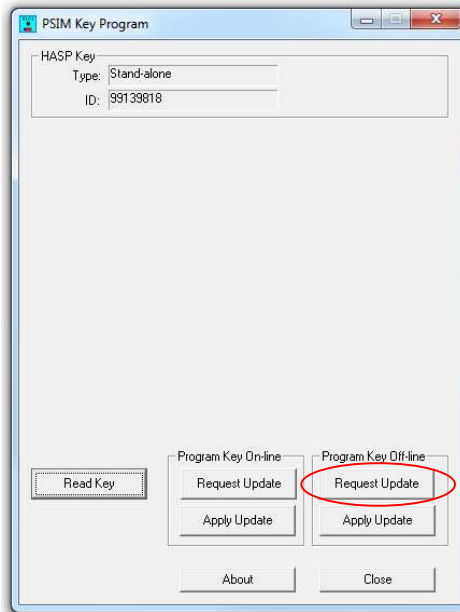 PSIM Key Program
HASP Key
Type: Stand-alone
ID: 99139818
Program Key On-line
Program Key Off-line
Read Key
Request Update
Request Update
Apply Update
Apply Update
About
Close